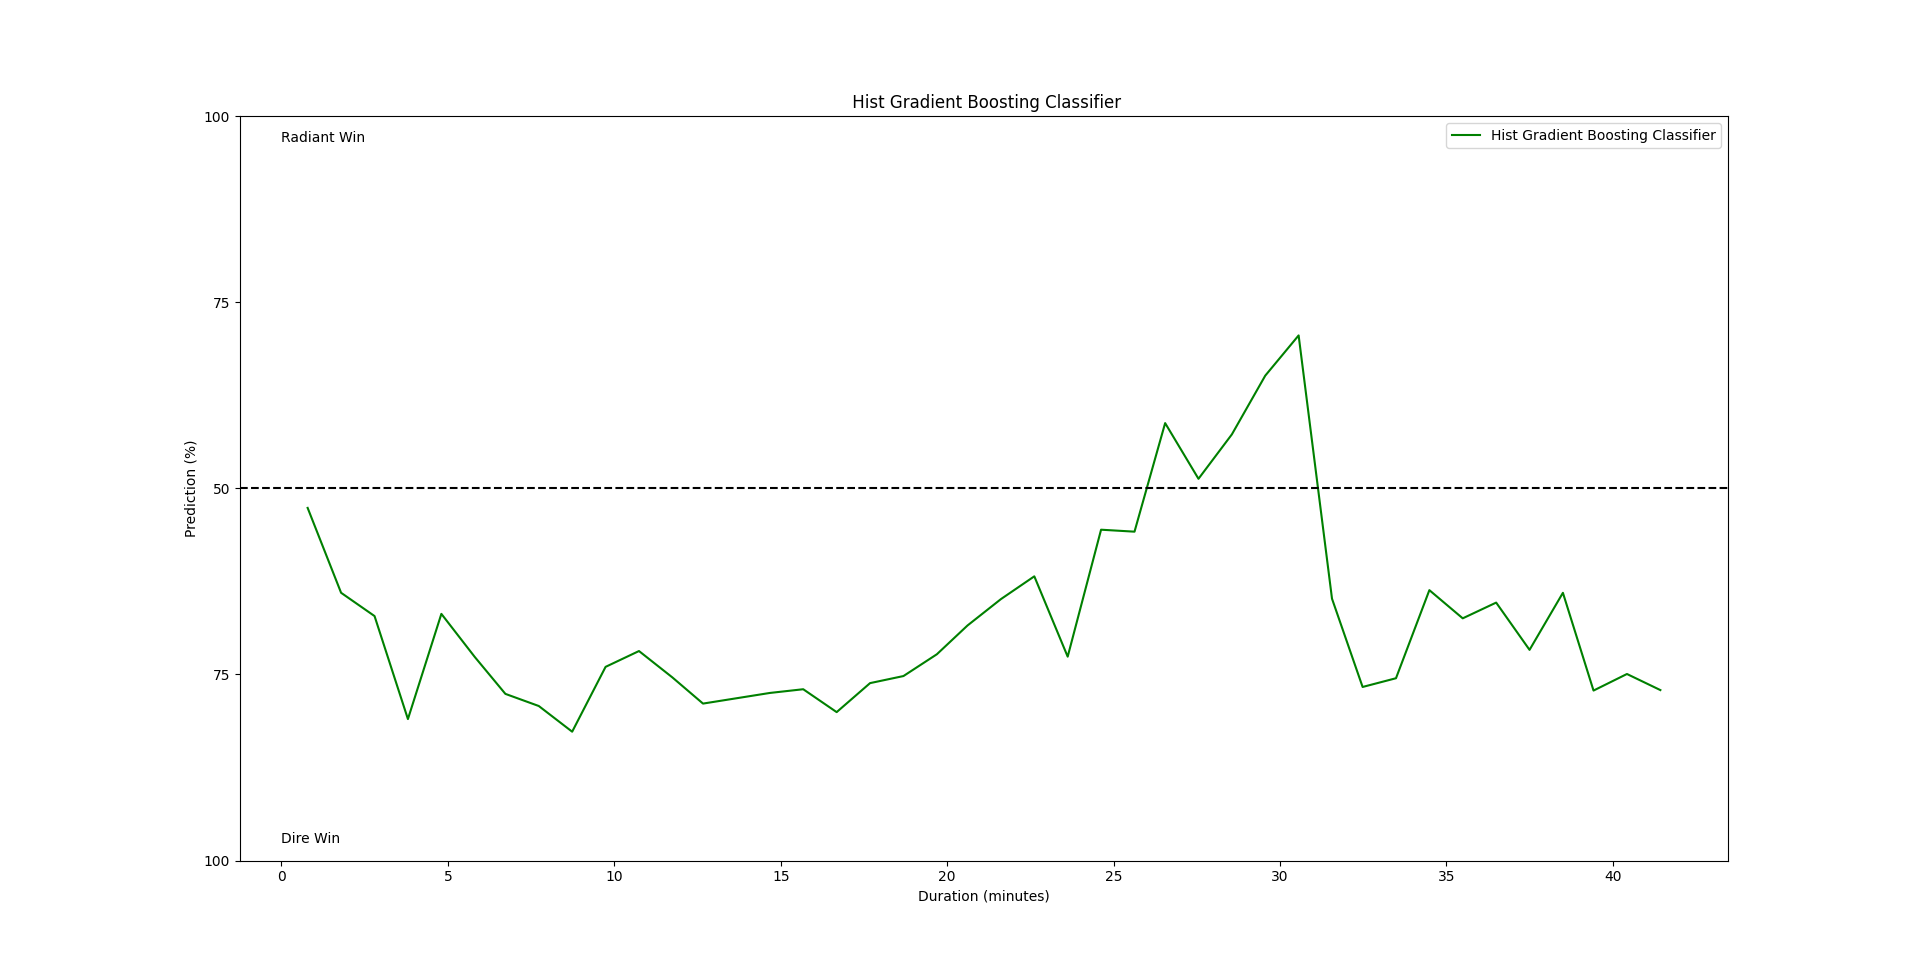 Hist Gradient Boosting Classifier
100
Radiant Win
Hist Gradient Boosting Classifier
75
50
Prediction (%)
75
Dire Win
100
0 5 10 15 20 25 30 35 40
Duration (minutes)